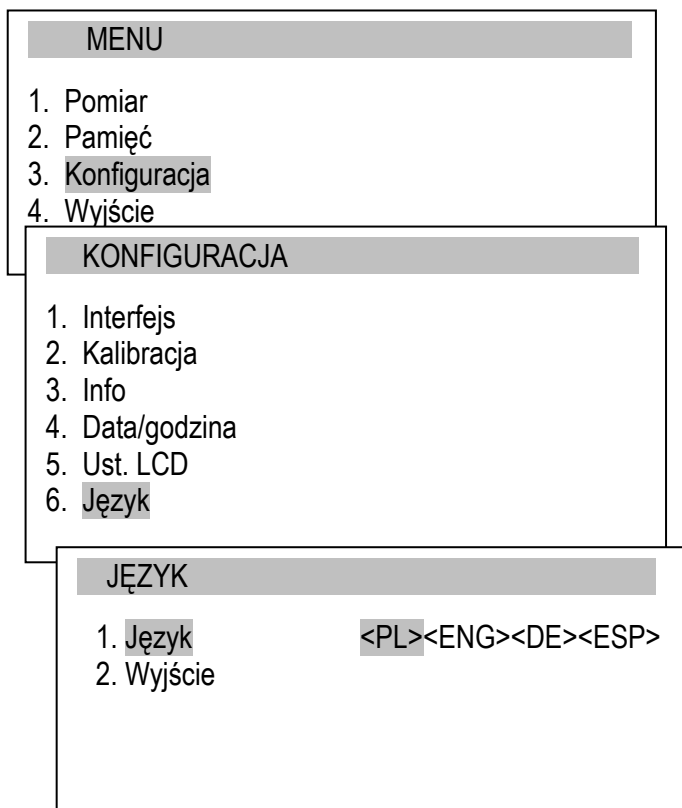 MENU
1. Pomiar
2. Pamięć
3. Konfiguracja
4. Wyjście
KONFIGURACJA
1. Interfejs
2. Kalibracja
3. Info
4. Data/godzina
5. Ust. LCD
6. Język
JĘZYK
1. Język <PL><ENG><DE><ESP>
2. Wyjście